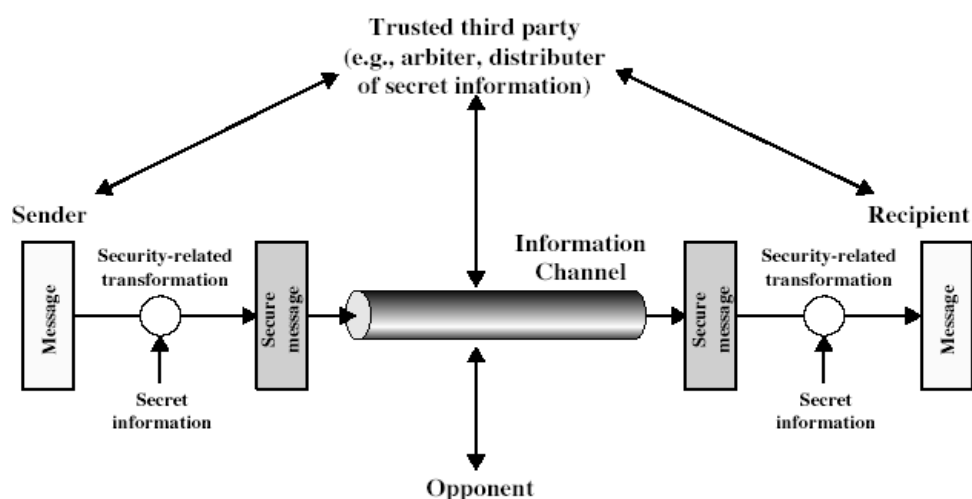 Trusted third party
(e.g., arbiter, distributer
of secret information)
Sender
Recipient
Information
Channel
Security-related
transformation
Security-related
transformation
Message
Secure
message
Secure
message
Message
Secret
information
Secret
information
Opponent